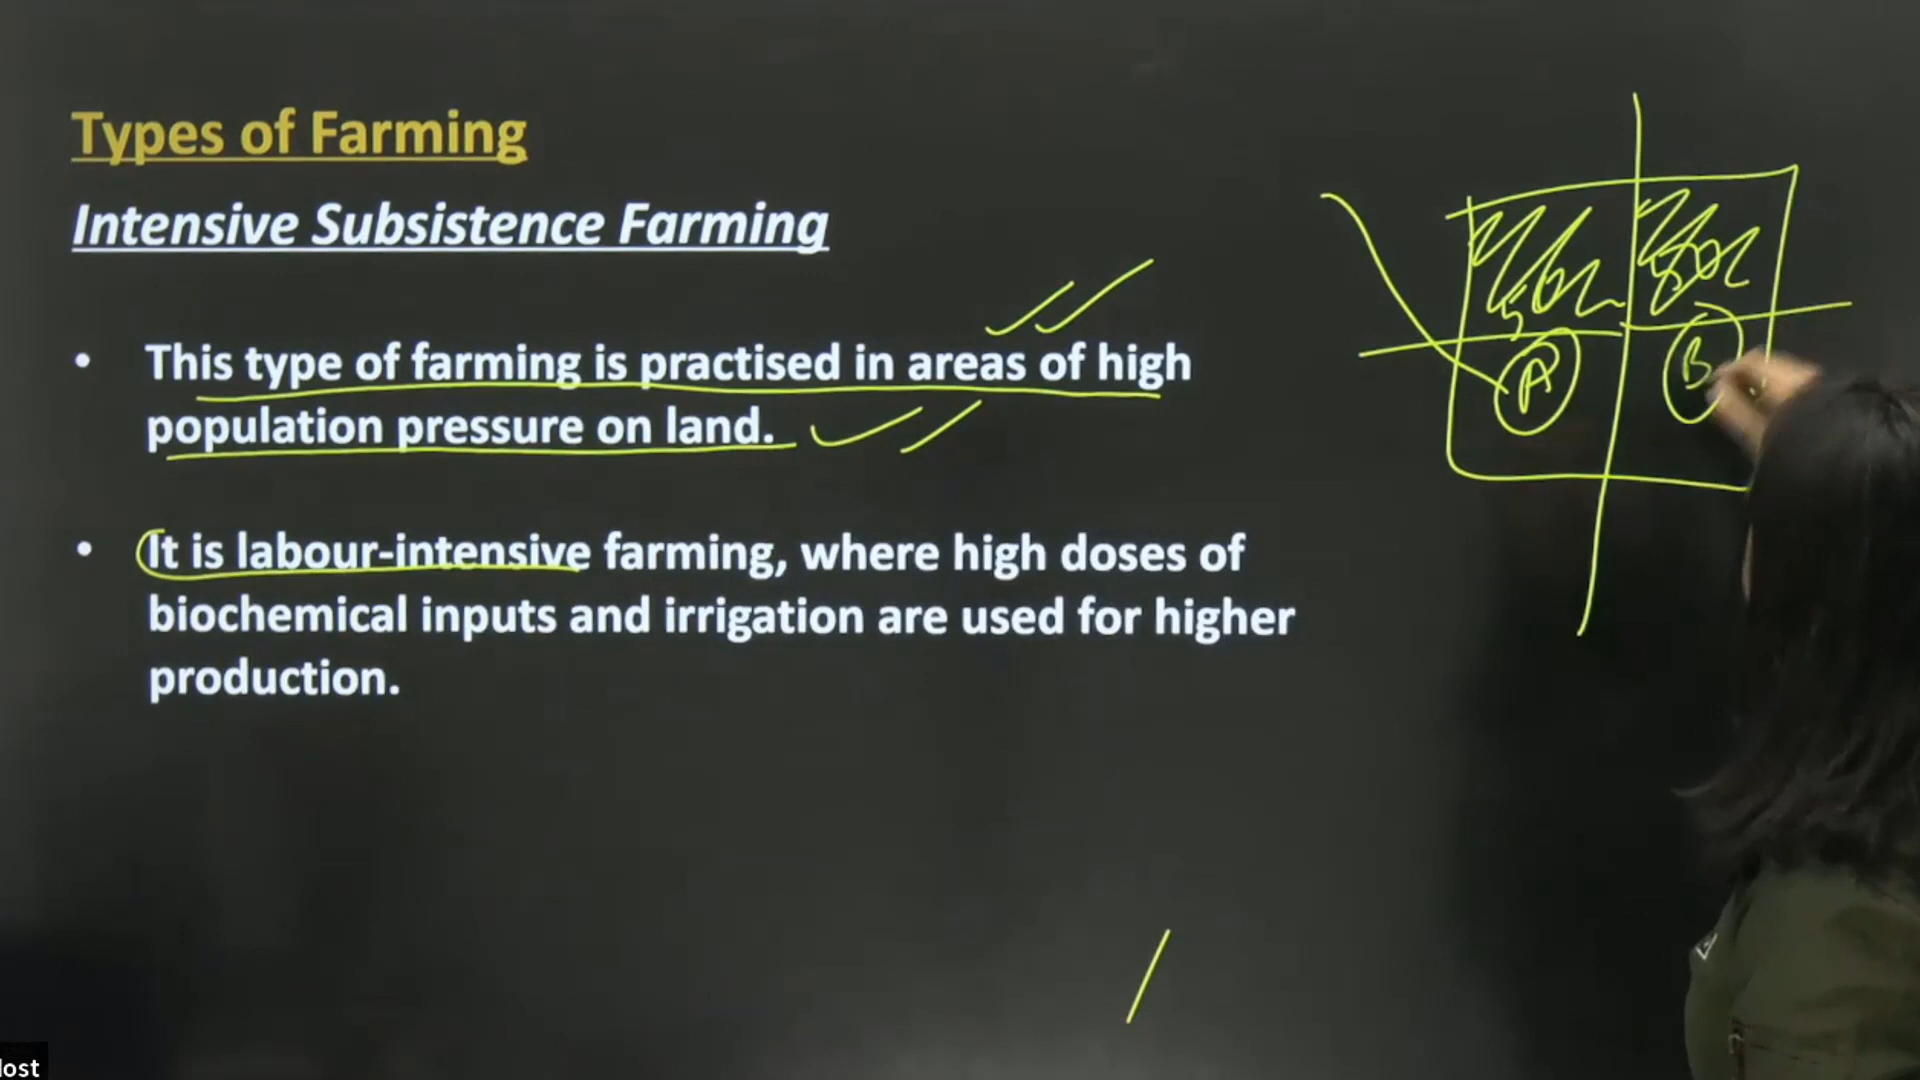 Types of Farming
Intensive Subsistence Farming
• This type of farming is practised in areas of high
population pressure on land.
• It is labour-intensive farming, where high doses of
biochemical inputs and irrigation are used for higher
production.
A
B